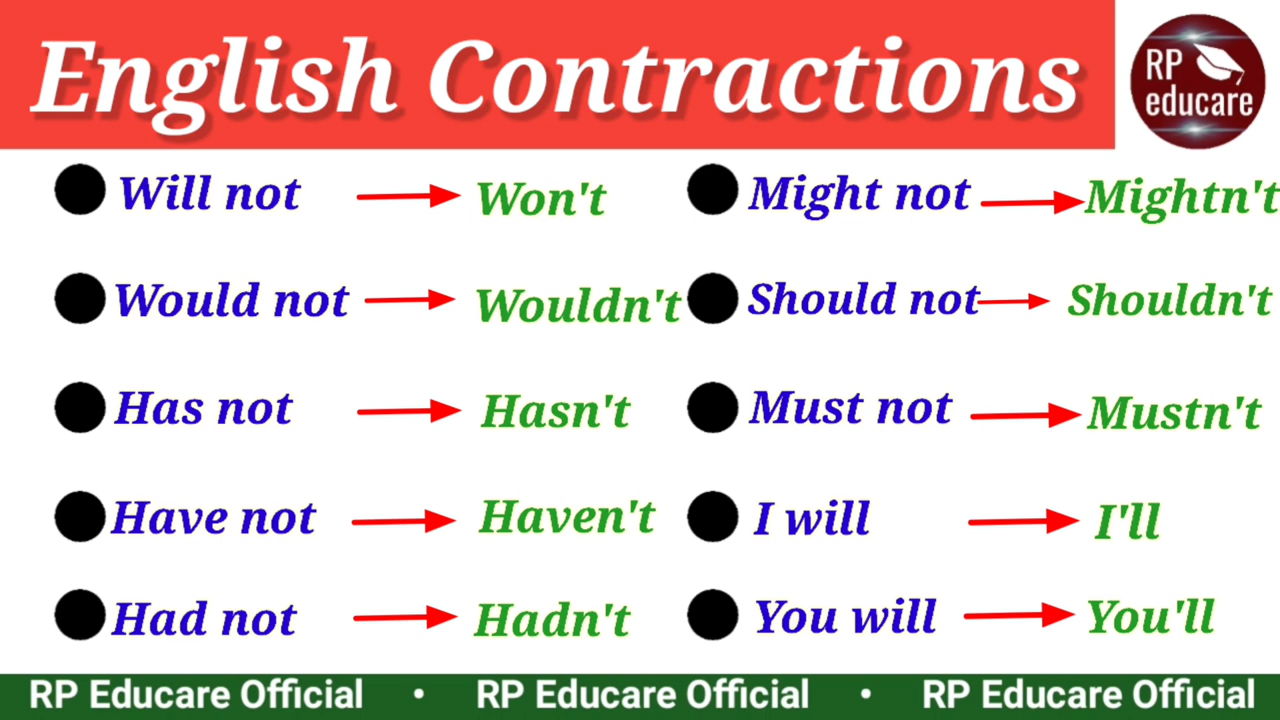 English Contractions
RP
educare
Will not → Won't
Would not → Wouldn't
Has not → Hasn't
Have not → Haven't
Had not → Hadn't
Might not → Mightn't
Should not → Shouldn't
Must not → Mustn't
I will → I'll
You will → You'll
RP Educare Official • RP Educare Official • RP Educare Official